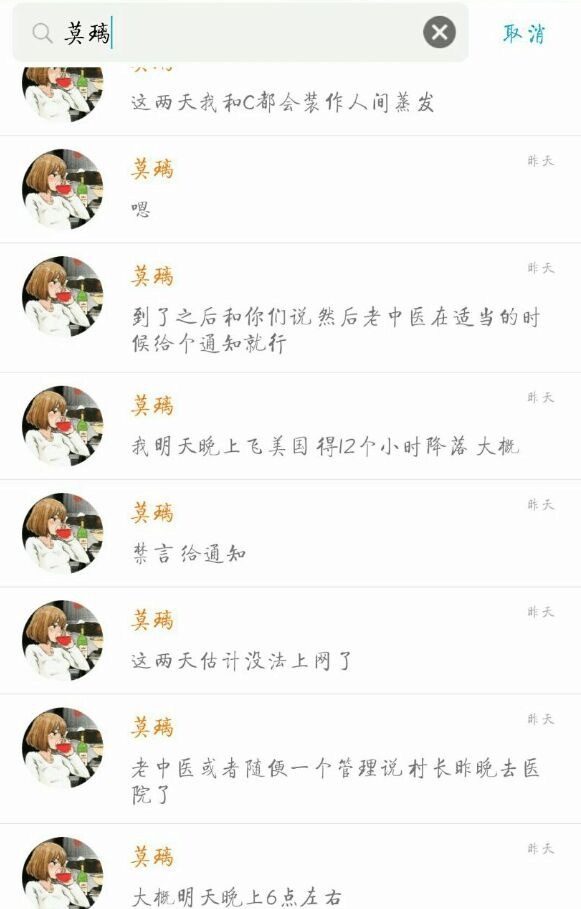 莫璃
取消
这两天我和C都会装作人间蒸发
莫璃
昨天
嗯
莫璃
昨天
到了之后和你们说 然后老中医在适当的时
候给个通知就行
莫璃
昨天
我明天晚上飞美国 得12个小时降落 大概
莫璃
昨天
禁言 给通知
莫璃
昨天
这两天估计没法上网了
莫璃
昨天
老中医或者随便一个管理说 村长昨晚去医
院了
莫璃
昨天
大概明天晚上6点左右